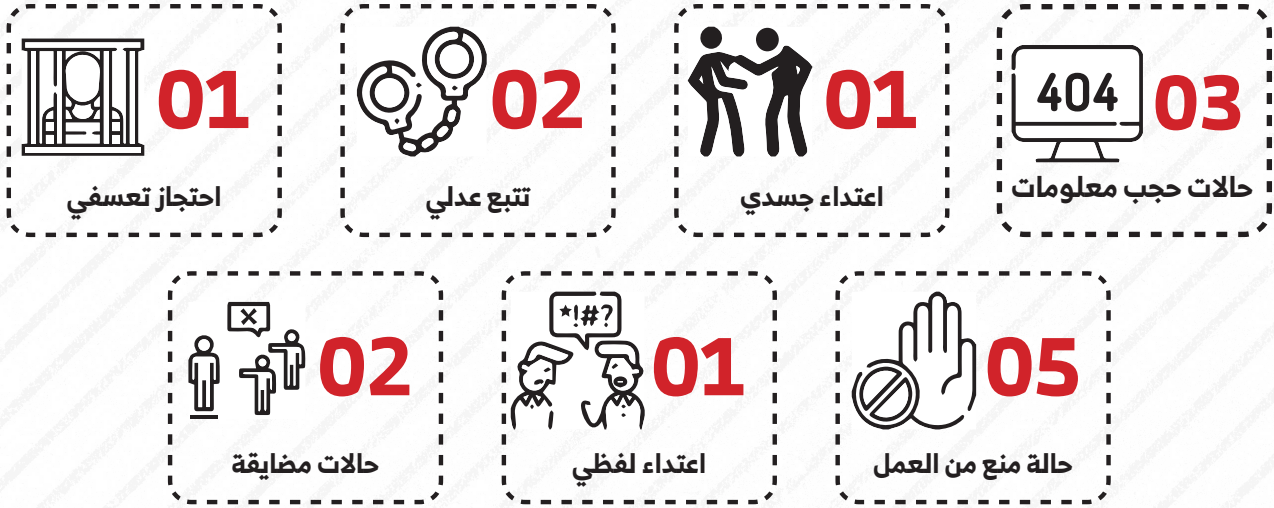 404
03
حالات حجب معلومات
01
اعتداء جسدي
02
تتبع عدلي
01
احتجاز تعسفي
05
حالة منع من العمل
*!#?
01
اعتداء لفظي
02
حالات مضايقة